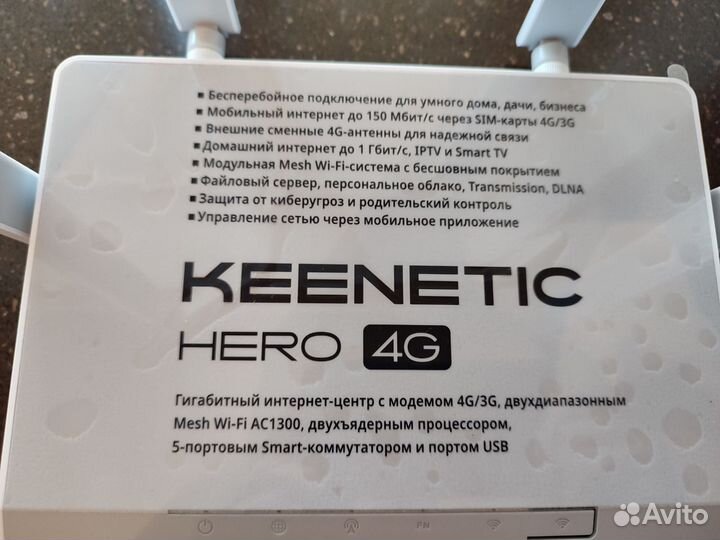 ▪ Бесперебойное подключение для умного дома, дачи, бизнеса
▪ Мобильный интернет до 150 Мбит/с через SIM-карты 4G/3G
▪ Внешние сменные 4G-антенны для надежной связи
▪ Домашний интернет до 1 Гбит/с, IPTV и Smart TV
▪ Модульная Mesh Wi-Fi-система с бесшовным покрытием
▪ Файловый сервер, персональное облако, Transmission, DLNA
▪ Защита от киберугроз и родительский контроль
▪ Управление сетью через мобильное приложение
KEENETIC
HERO 4G
Гигабитный интернет-центр с модемом 4G/3G, двухдиапазонным
Mesh Wi-Fi AC1300, двухъядерным процессором,
5-портовым Smart-коммутатором и портом USB
FN
Avito